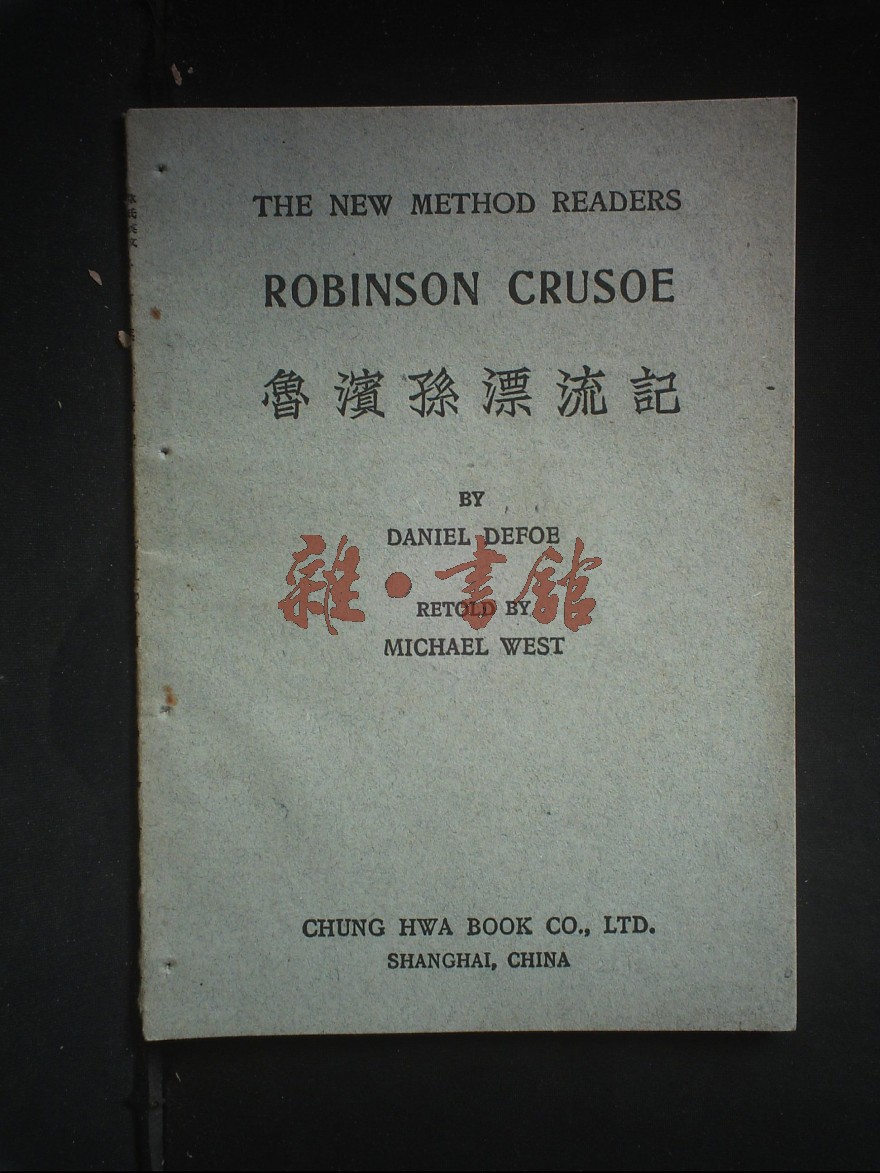 THE NEW METHOD READERS
ROBINSON CRUSOE
魯濱孫漂流記
BY
DANIEL DEFOE
雜·書館
RETOLD BY
MICHAEL WEST
CHUNG HWA BOOK CO., LTD.
SHANGHAI, CHINA